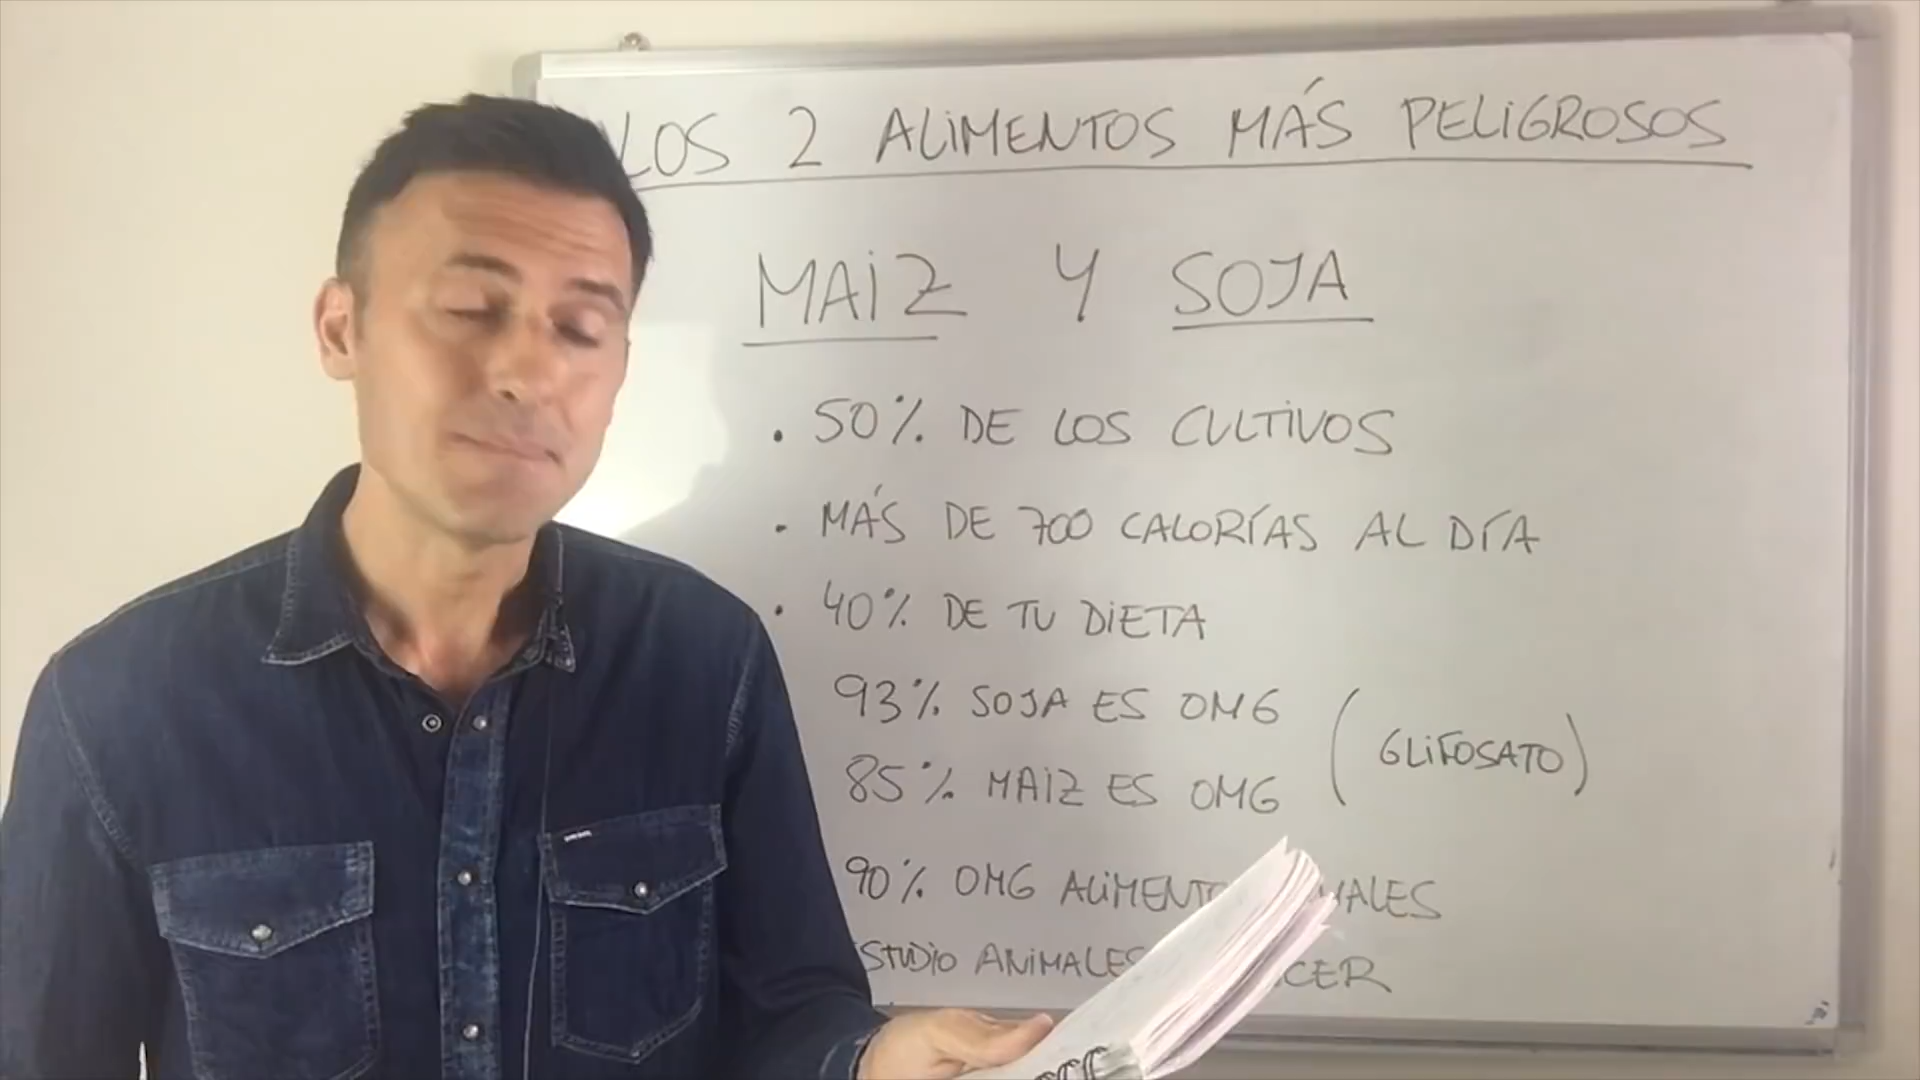 LOS 2 ALIMENTOS MÁS PELIGROSOS
MAIZ Y SOJA
• 50% DE LOS CULTIVOS
• MÁS DE 700 CALORÍAS AL DÍA
• 40% DE TU DIETA
93% SOJA ES OMG
(GLIFOSATO)
85% MAIZ ES OMG
90% OMG
ANIMALES